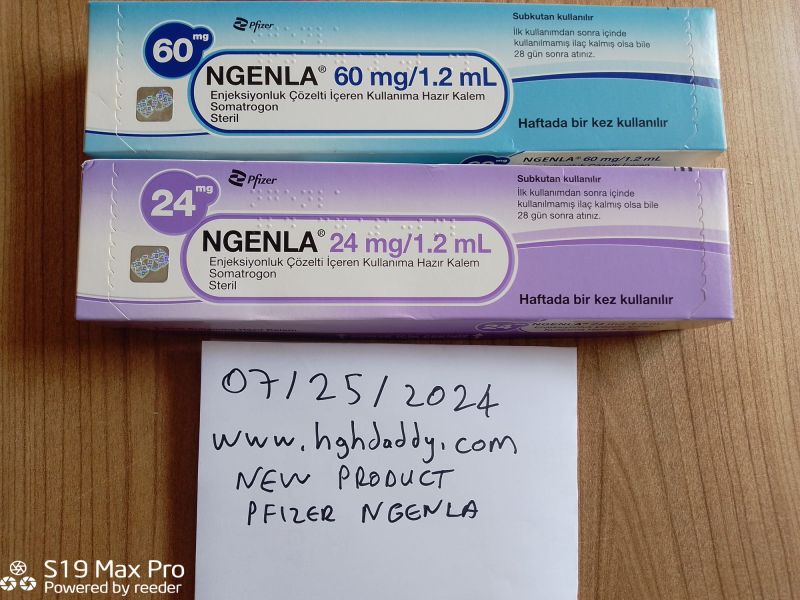 60 mg
Pfizer
NGENLA® 60 mg/1.2 mL
Enjeksiyonluk Çözelti İçeren Kullanıma Hazır Kalem
Somatrogon
Steril
Subkutan kullanılır
İlk kullanımdan sonra içinde
kullanılmamış ilaç kalmış olsa bile
28 gün sonra atınız.
Haftada bir kez kullanılır
NGENLA® 60 mg/1.2 mL
24 mg
Pfizer
NGENLA® 24 mg/1.2 mL
Enjeksiyonluk Çözelti İçeren Kullanıma Hazır Kalem
Somatrogon
Steril
Subkutan kullanılır
İlk kullanımdan sonra içinde
kullanılmamış ilaç kalmış olsa bile
28 gün sonra atınız.
Haftada bir kez kullanılır
07/25/2024
www.hghdaddy.com
NEW PRODUCT
PFIZER NGENLA
S19 Max Pro
Powered by reeder